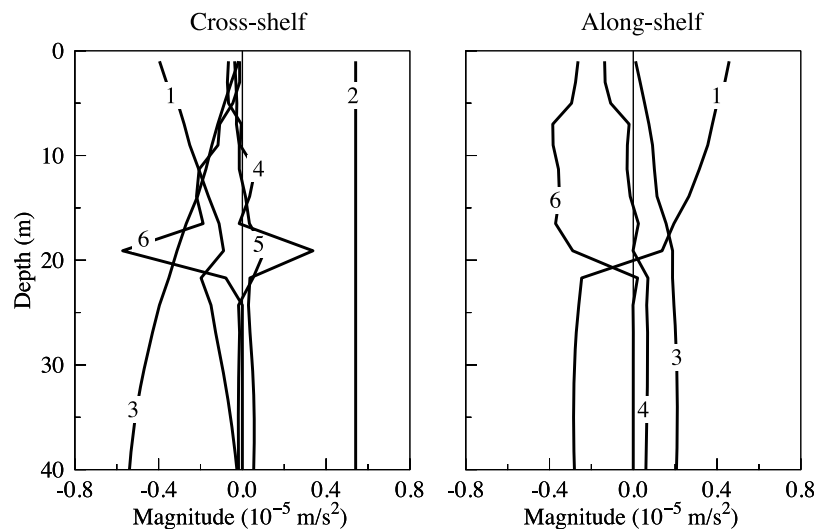 Cross-shelf Along-shelf
0
10
20
30
40
Depth (m)
1 2 4 6 5 3
1 6 3 4
-0.8 -0.4 0.0 0.4 0.8 -0.8 -0.4 0.0 0.4 0.8
Magnitude (10⁻⁵ m/s²) Magnitude (10⁻⁵ m/s²)